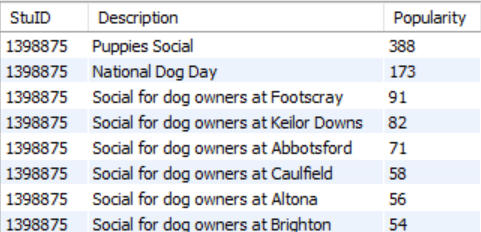 StuID Description Popularity
1398875 Puppies Social 388
1398875 National Dog Day 173
1398875 Social for dog owners at Footscray 91
1398875 Social for dog owners at Keilor Downs 82
1398875 Social for dog owners at Abbotsford 71
1398875 Social for dog owners at Caulfield 58
1398875 Social for dog owners at Altona 56
1398875 Social for dog owners at Brighton 54